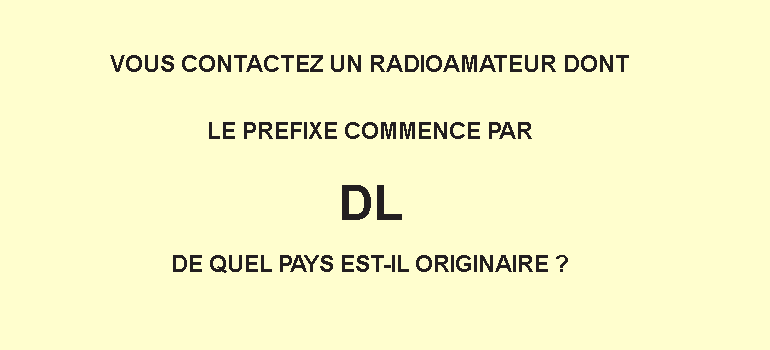 VOUS CONTACTEZ UN RADIOAMATEUR DONT
LE PREFIXE COMMENCE PAR
DL
DE QUEL PAYS EST-IL ORIGINAIRE ?